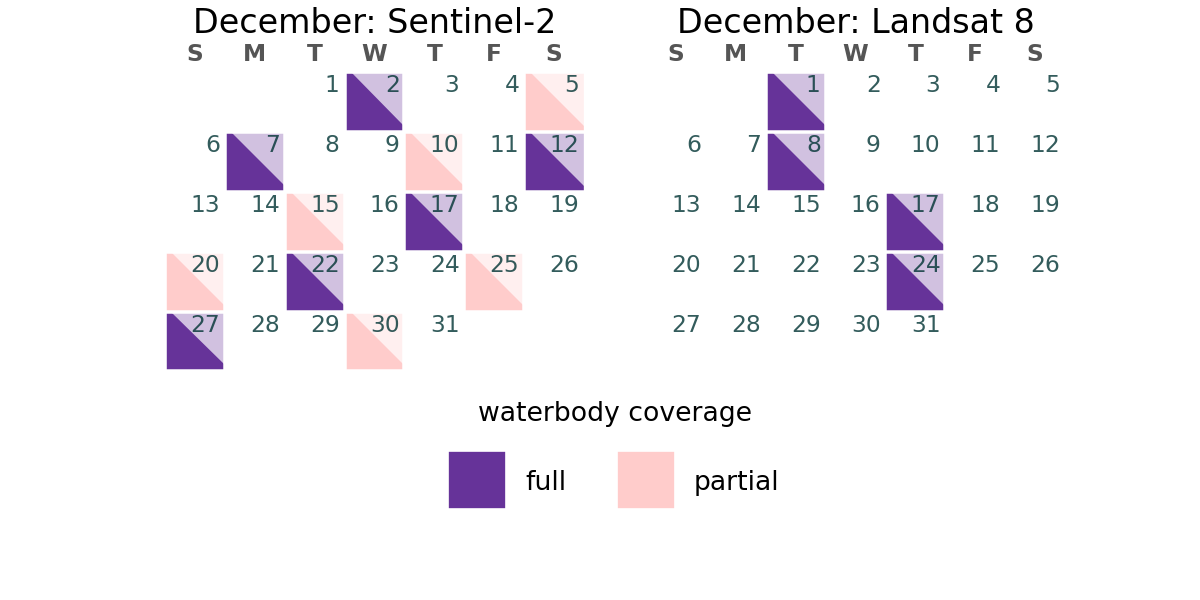 December: Sentinel-2
S M T W T F S
1 2 3 4 5
6 7 8 9 10 11 12
13 14 15 16 17 18 19
20 21 22 23 24 25 26
27 28 29 30 31
December: Landsat 8
S M T W T F S
1 2 3 4 5
6 7 8 9 10 11 12
13 14 15 16 17 18 19
20 21 22 23 24 25 26
27 28 29 30 31
waterbody coverage
full
partial